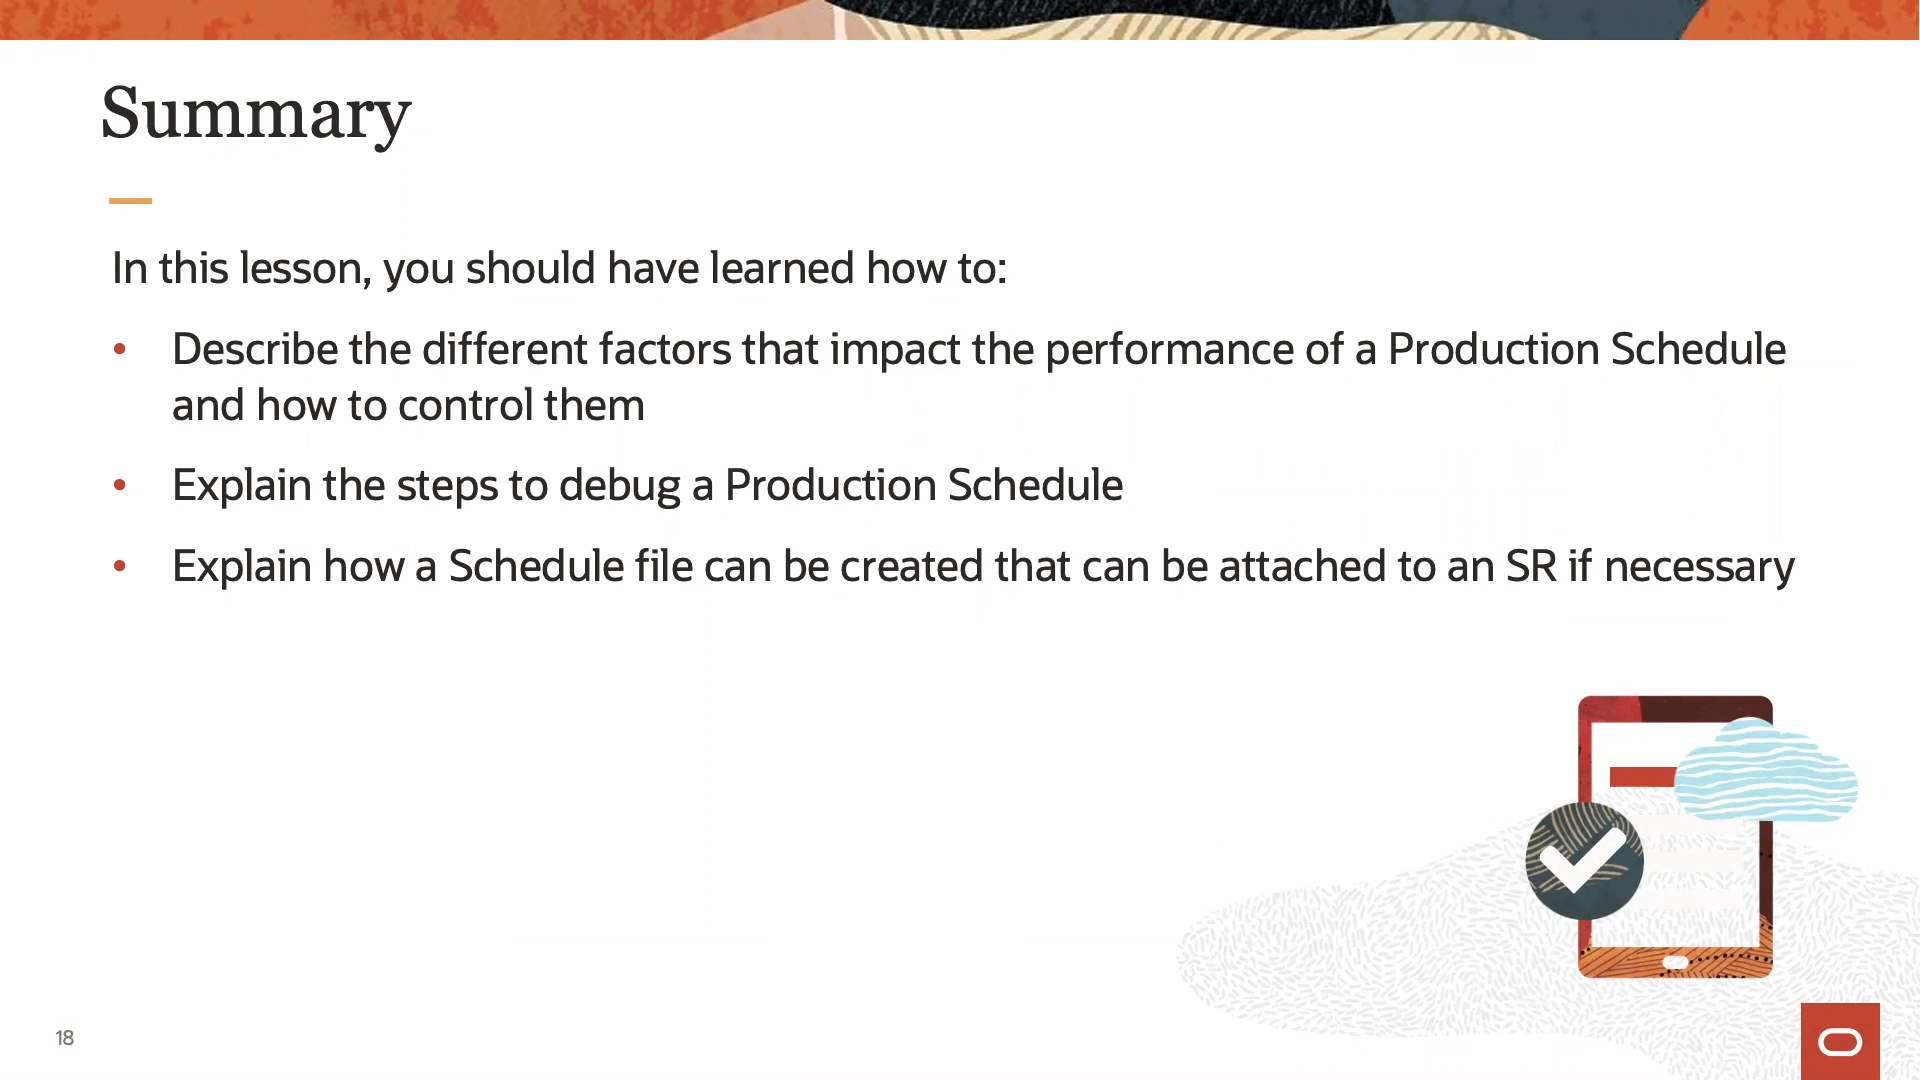 Summary
In this lesson, you should have learned how to:
• Describe the different factors that impact the performance of a Production Schedule
and how to control them
• Explain the steps to debug a Production Schedule
• Explain how a Schedule file can be created that can be attached to an SR if necessary
18